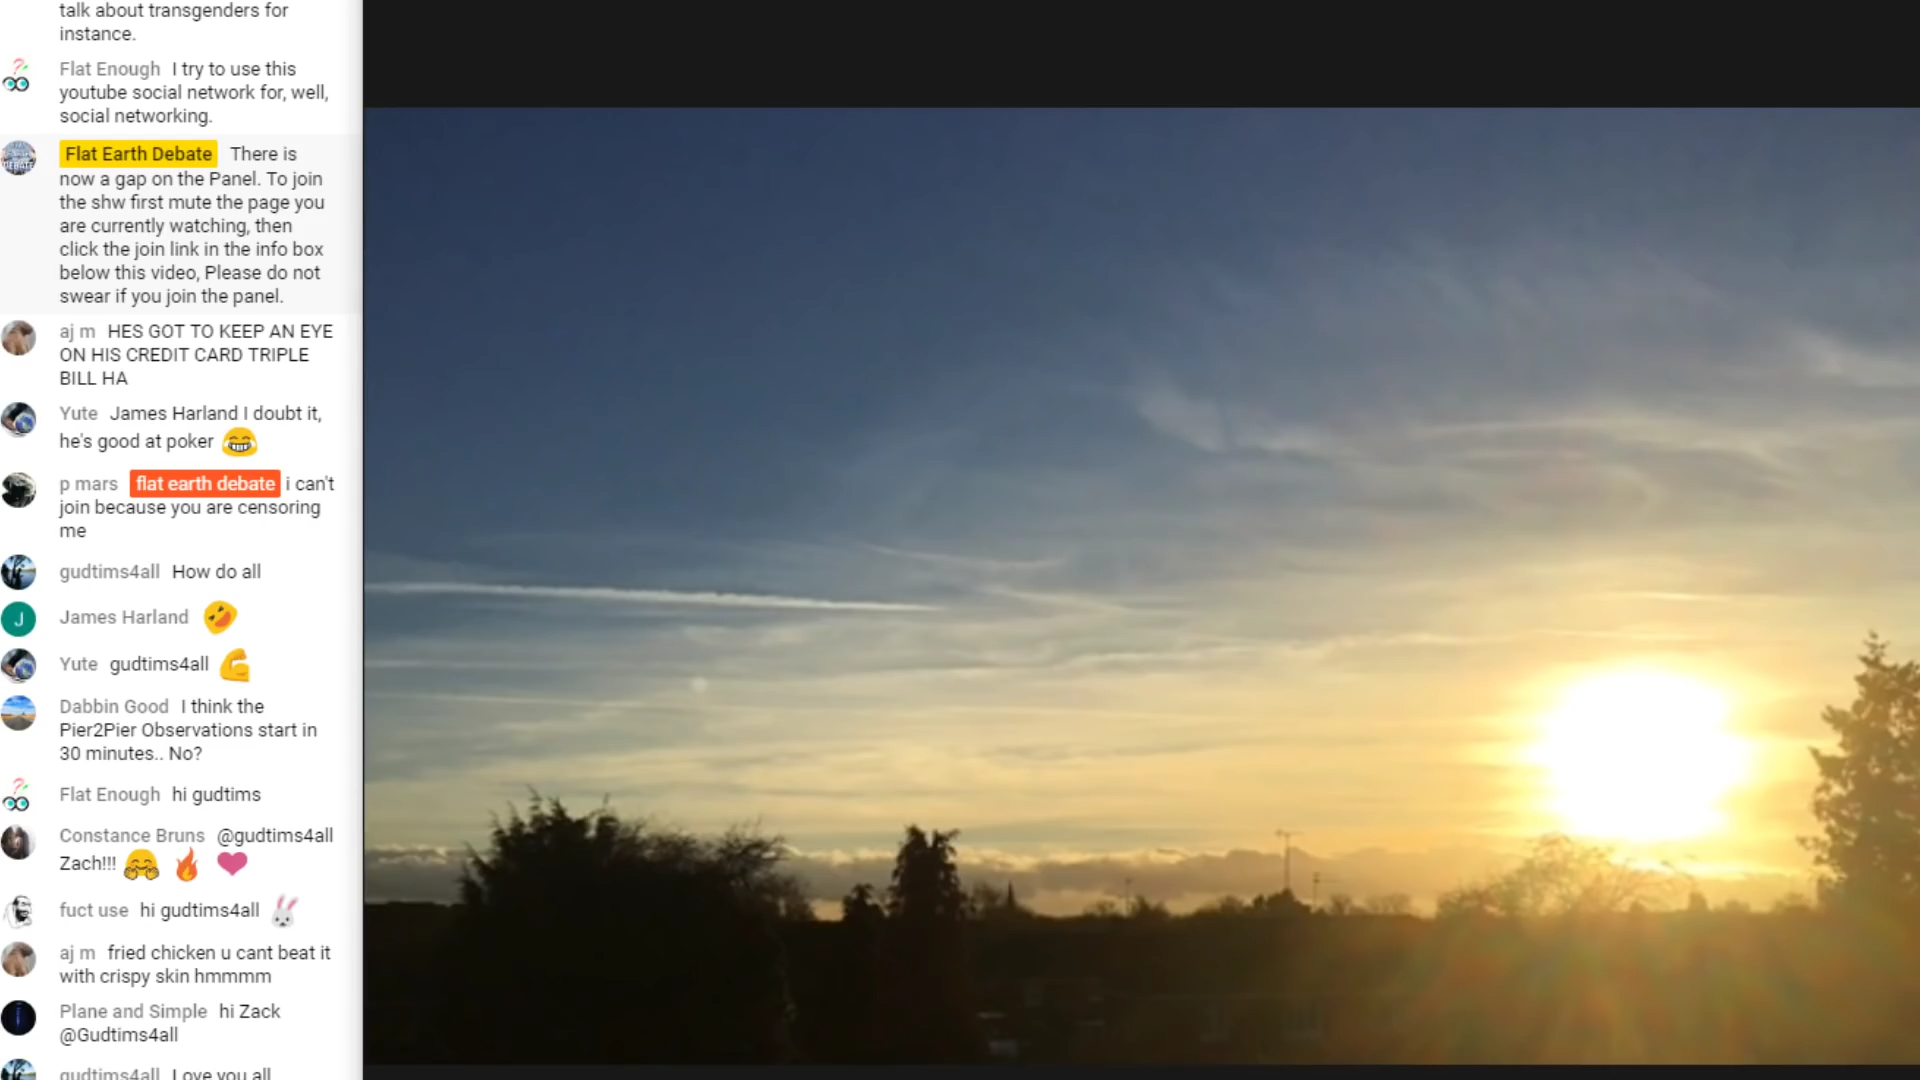 talk about transgenders for
instance.
Flat Enough I try to use this
youtube social network for, well,
social networking.
Flat Earth Debate There is
now a gap on the Panel. To join
the shw first mute the page you
are currently watching, then
click the join link in the info box
below this video, Please do not
swear if you join the panel.
aj m HES GOT TO KEEP AN EYE
ON HIS CREDIT CARD TRIPLE
BILL HA
Yute James Harland I doubt it,
he's good at poker 😂
p mars flat earth debate i can't
join because you are censoring
me
gudtims4all How do all
J
James Harland 🤣
Yute gudtims4all 💪
Dabbin Good I think the
Pier2Pier Observations start in
30 minutes.. No?
Flat Enough hi gudtims
Constance Bruns @gudtims4all
Zach!!! 🤗 🔥 ❤
fuct use hi gudtims4all 🐰
aj m fried chicken u cant beat it
with crispy skin hmmmm
Plane and Simple hi Zack
@Gudtims4all
gudtims4all Love you all